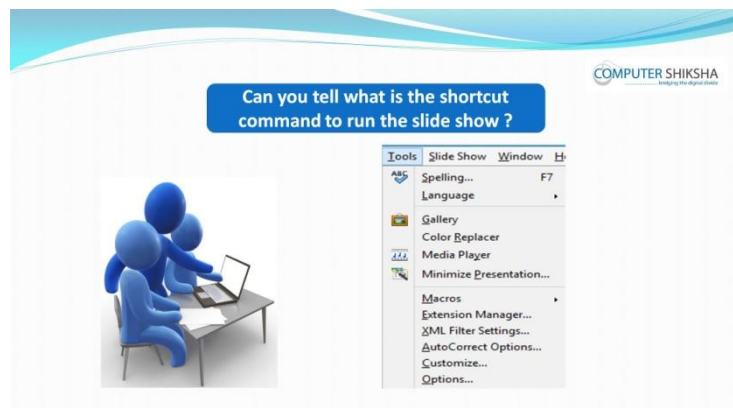 COMPUTER SHIKSHA
bridging the digital divide
Can you tell what is the shortcut
command to run the slide show ?
Tools Slide Show Window
ABC Spelling... F7
Language
Gallery
Color Replacer
Media Player
Minimize Presentation...
Macros
Extension Manager...
XML Filter Settings...
AutoCorrect Options...
Customize...
Options...